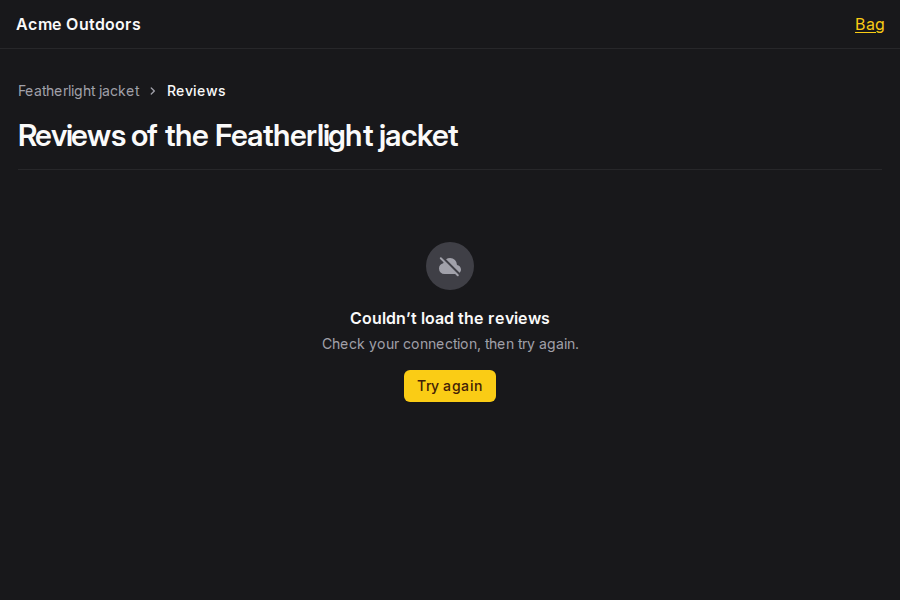 Acme Outdoors
Bag
Featherlight jacket > Reviews
Reviews of the Featherlight jacket
Couldn’t load the reviews
Check your connection, then try again.
Try again